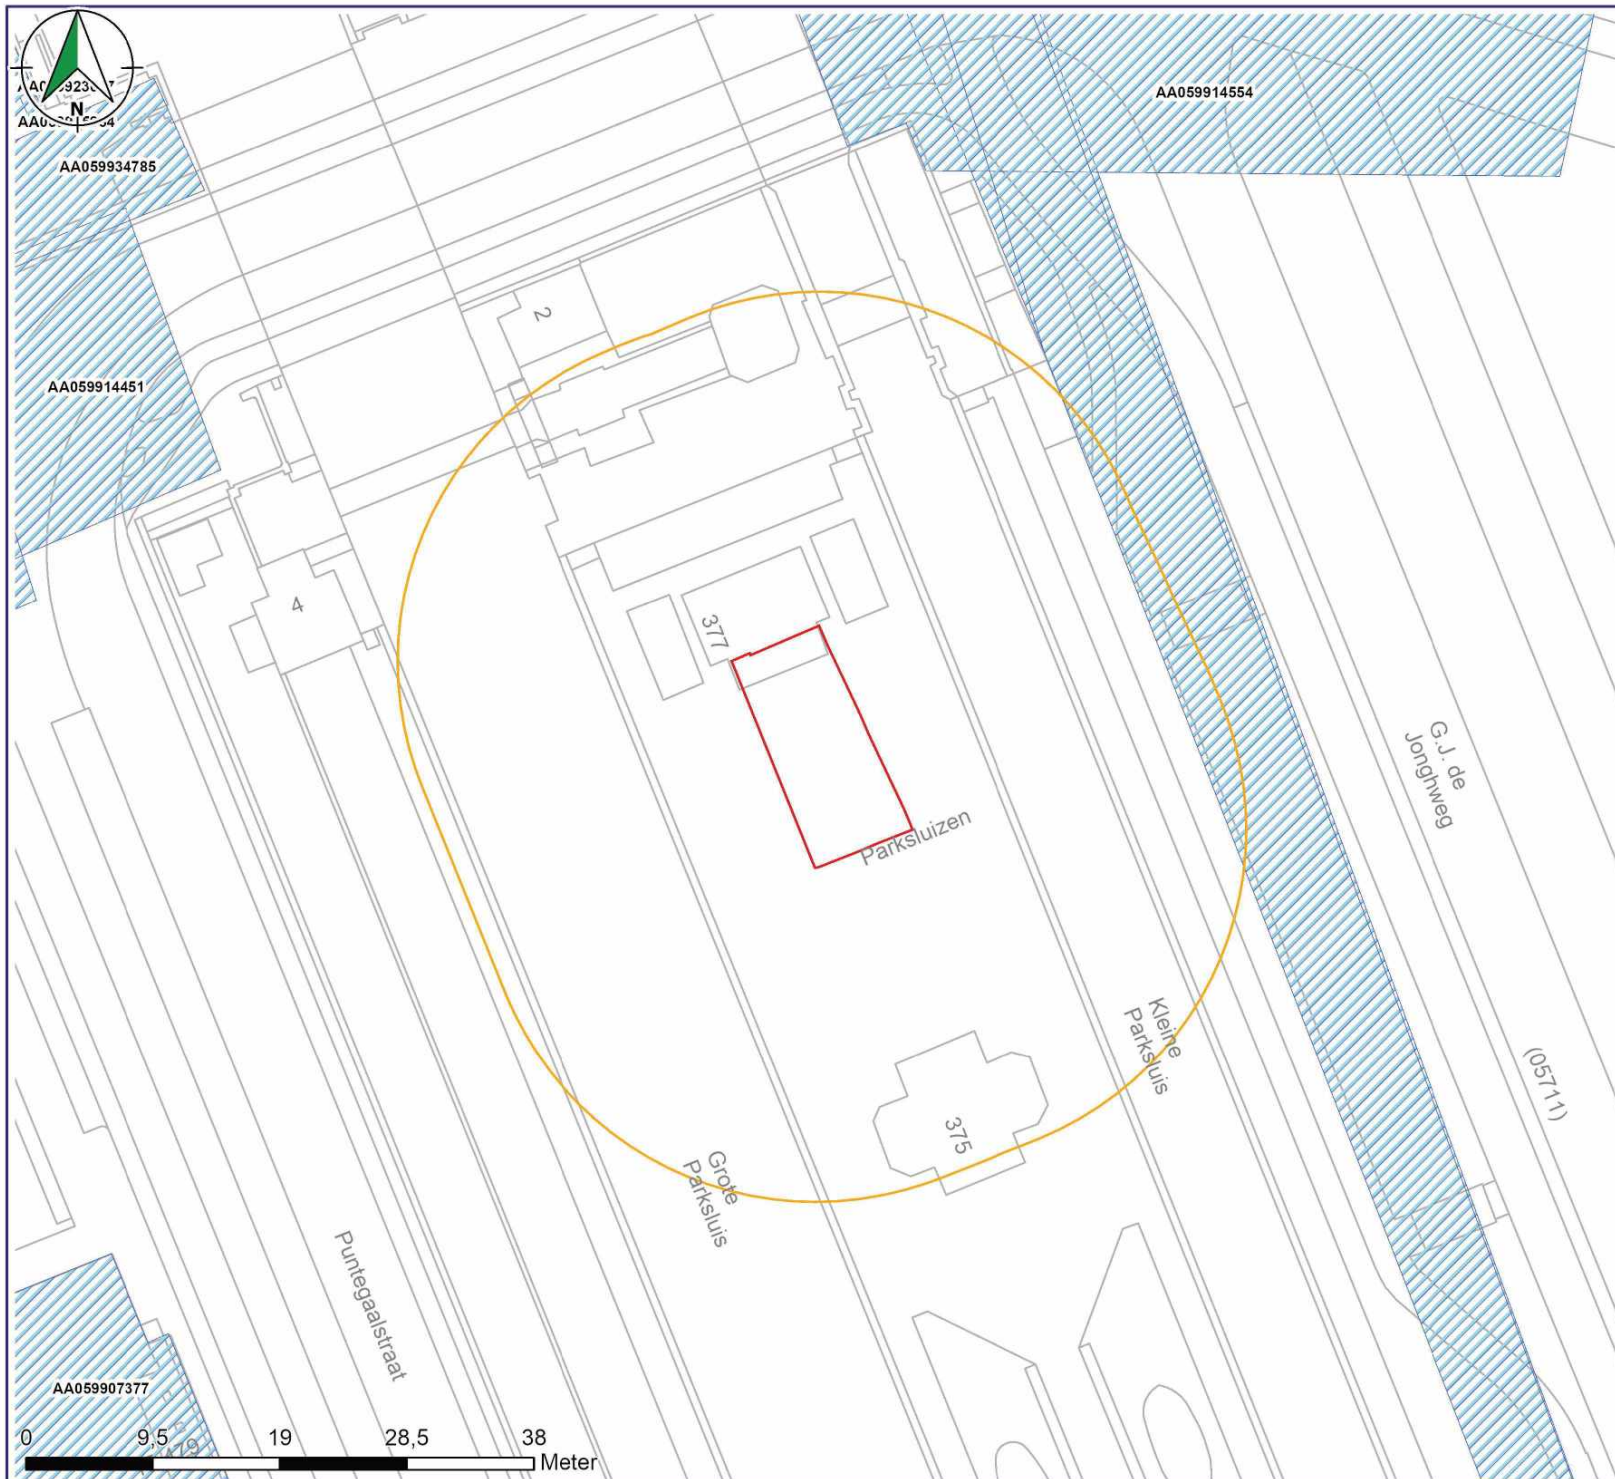 N
AA059934785
AA059914554
2
AA059914451
4
377
G.J. de
Jonghweg
Parksluizen
Kleine
Parksluis
(05711)
375
Grote
Parksluis
Puntegaalstraat
AA059907377
0 9,5 19 28,5 38
Meter